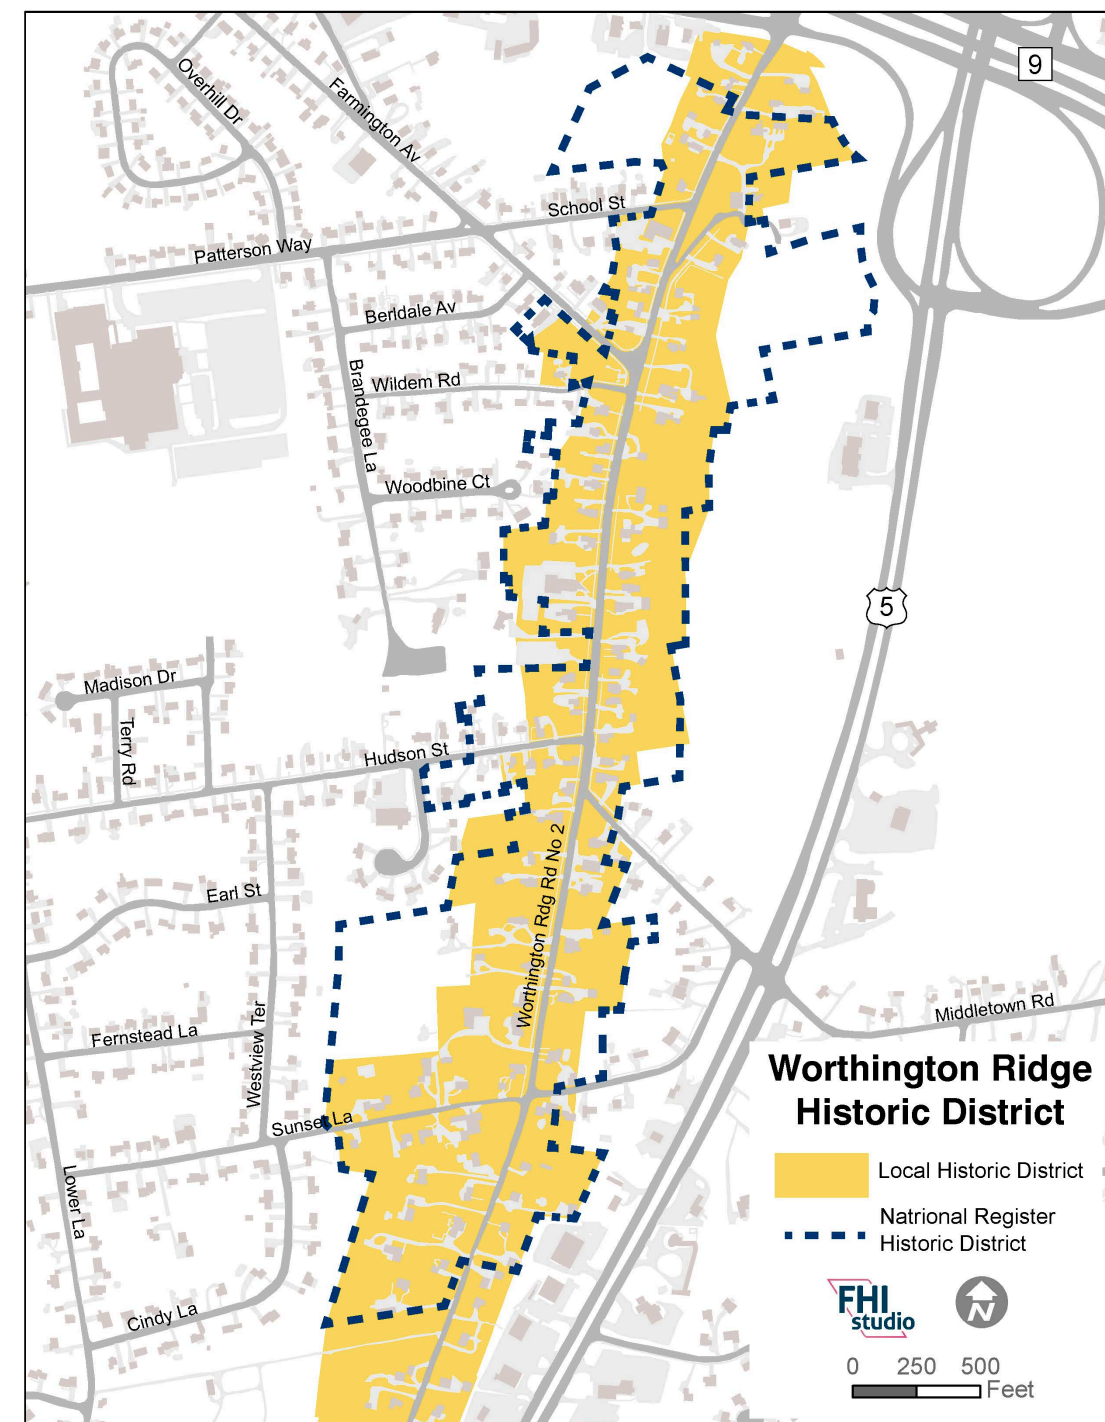 9
Overhill Dr
Farmington Av
School St
Patterson Way
Berldale Av
Brandegee La
Wildem Rd
Woodbine Ct
5
Madison Dr
Terry Rd
Hudson St
Worthington Rdg Rd No 2
Earl St
Westview Ter
Fernstead La
Middletown Rd
Sunset La
Lower La
Cindy La
Worthington Ridge
Historic District
Local Historic District
Natrional Register
Historic District
FHI
studio
N
0 250 500
Feet